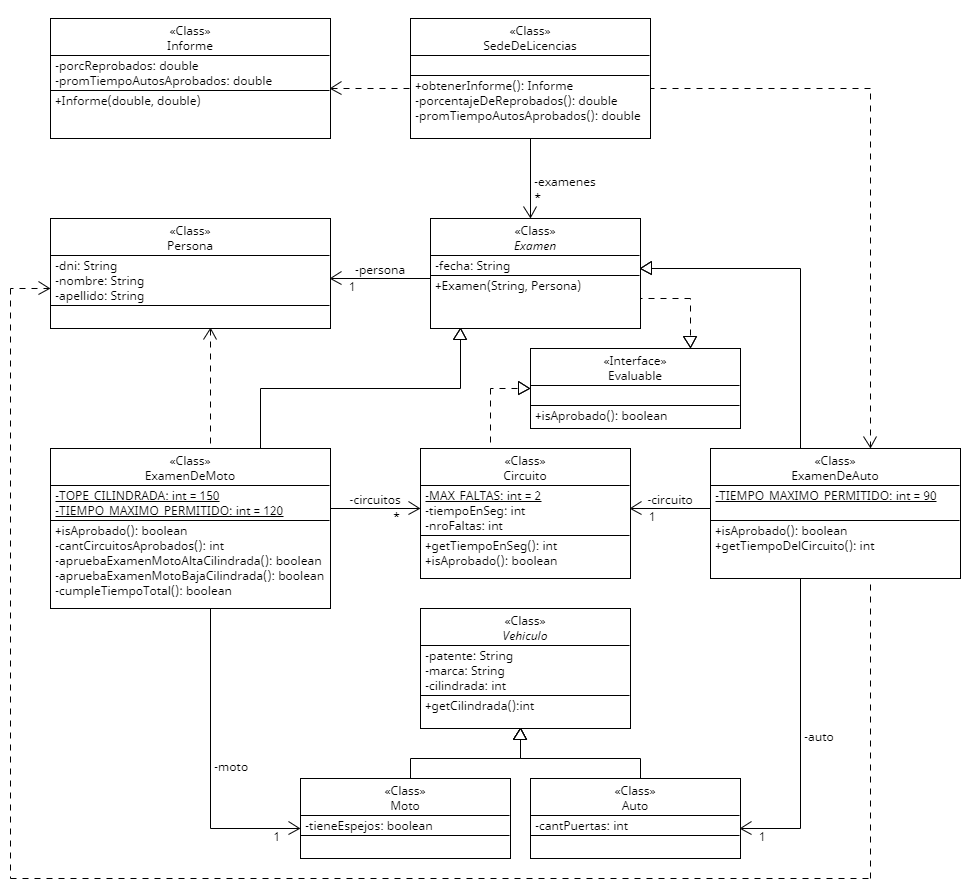 «Class»
Informe
-porcReprobados: double
-promTiempoAutosAprobados: double
+Informe(double, double)
«Class»
SedeDeLicencias
+obtenerInforme(): Informe
-porcentajeDeReprobados(): double
-promTiempoAutosAprobados(): double
-examenes
*
«Class»
Persona
-dni: String
-nombre: String
-apellido: String
-persona
1
«Class»
Examen
-fecha: String
+Examen(String, Persona)
«Interface»
Evaluable
+isAprobado(): boolean
«Class»
ExamenDeMoto
-TOPE_CILINDRADA: int = 150
-TIEMPO_MAXIMO_PERMITIDO: int = 120
+isAprobado(): boolean
-cantCircuitosAprobados(): int
-apruebaExamenMotoAltaCilindrada(): boolean
-apruebaExamenMotoBajaCilindrada(): boolean
-cumpleTiempoTotal(): boolean
-circuitos
*
«Class»
Circuito
-MAX_FALTAS: int = 2
-tiempoEnSeg: int
-nroFaltas: int
+getTiempoEnSeg(): int
+isAprobado(): boolean
-circuito
1
«Class»
ExamenDeAuto
-TIEMPO_MAXIMO_PERMITIDO: int = 90
+isAprobado(): boolean
+getTiempoDelCircuito(): int
«Class»
Vehiculo
-patente: String
-marca: String
-cilindrada: int
+getCilindrada():int
-moto
1
-auto
1
«Class»
Moto
-tieneEspejos: boolean
«Class»
Auto
-cantPuertas: int